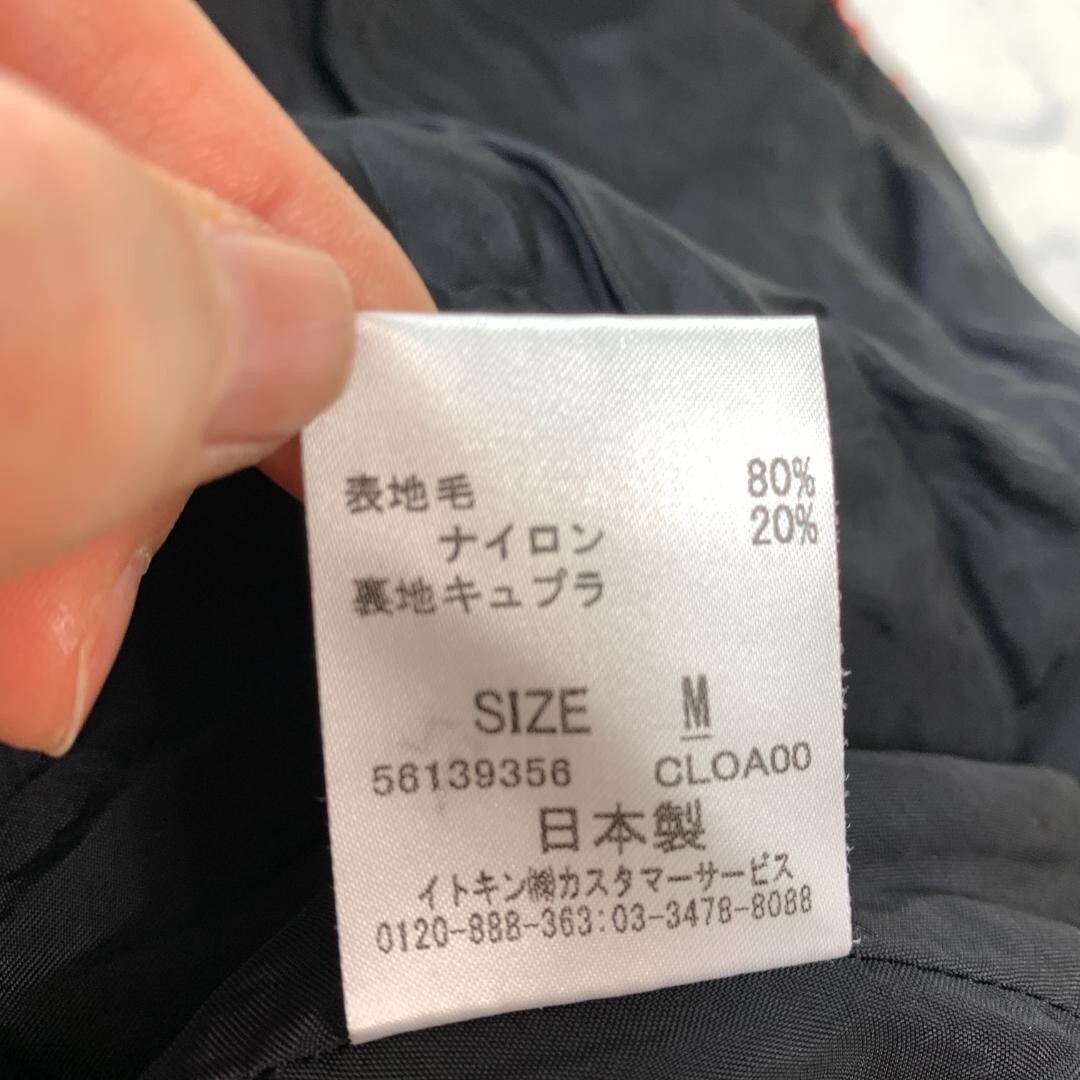 表地毛 80%
ナイロン 20%
裏地キュプラ
SIZE M
56139356 CLOA00
日本製
イトキン㈱カスタマーサービス
0120-888-363:03-3478-8088